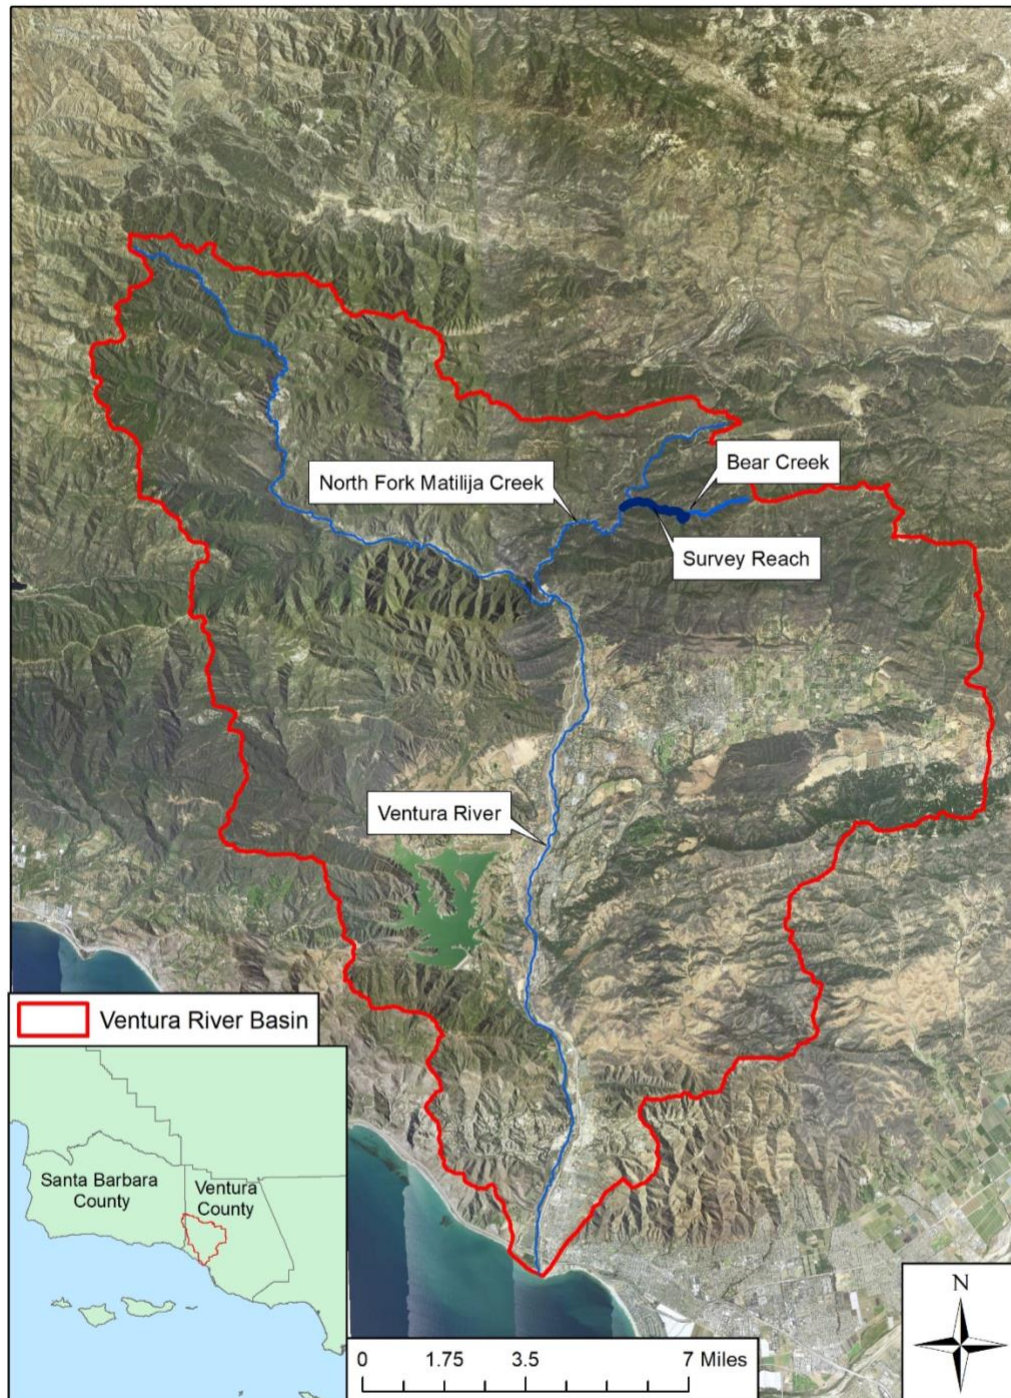 Bear Creek
North Fork Matilija Creek
Survey Reach
Ventura River
Ventura River Basin
Santa Barbara
County
Ventura
County
N
0 1.75 3.5 7 Miles